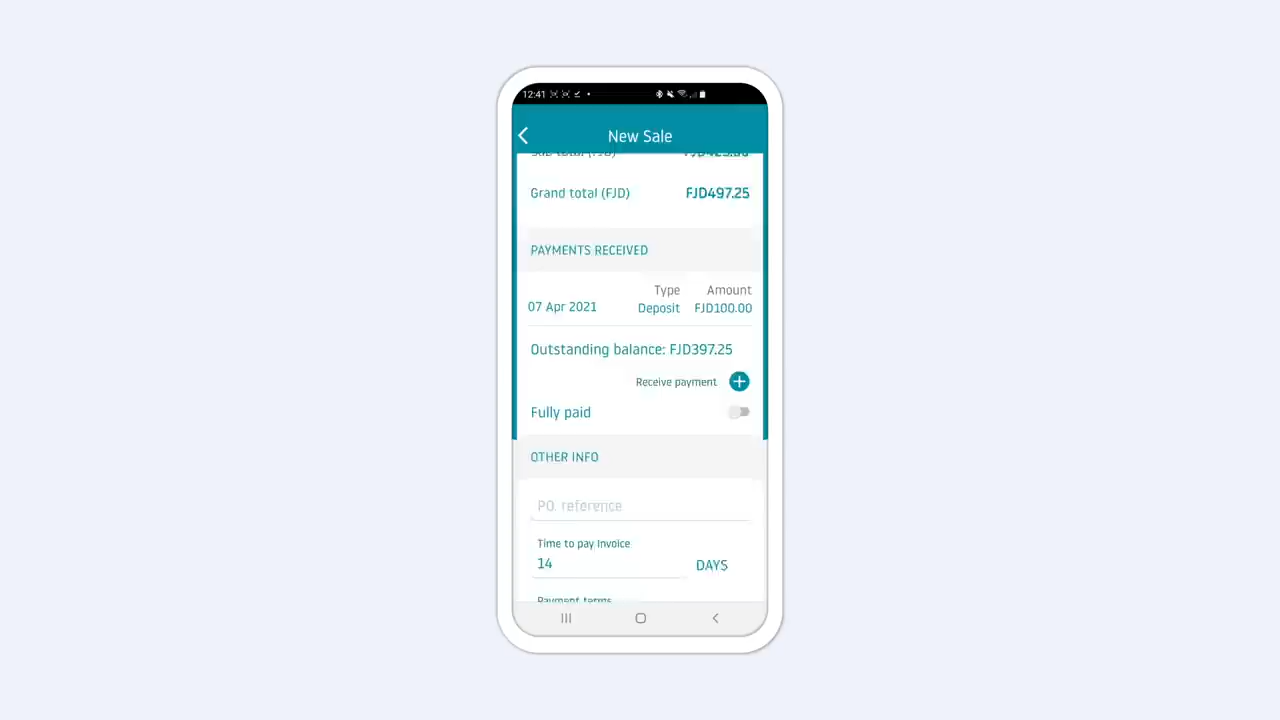 12:41
New Sale
Grand total (FJD) FJD497.25
PAYMENTS RECEIVED
Type Amount
07 Apr 2021 Deposit FJD100.00
Outstanding balance: FJD397.25
Receive payment
Fully paid
OTHER INFO
PO. reference
Time to pay Invoice
14 DAYS
Payment terms